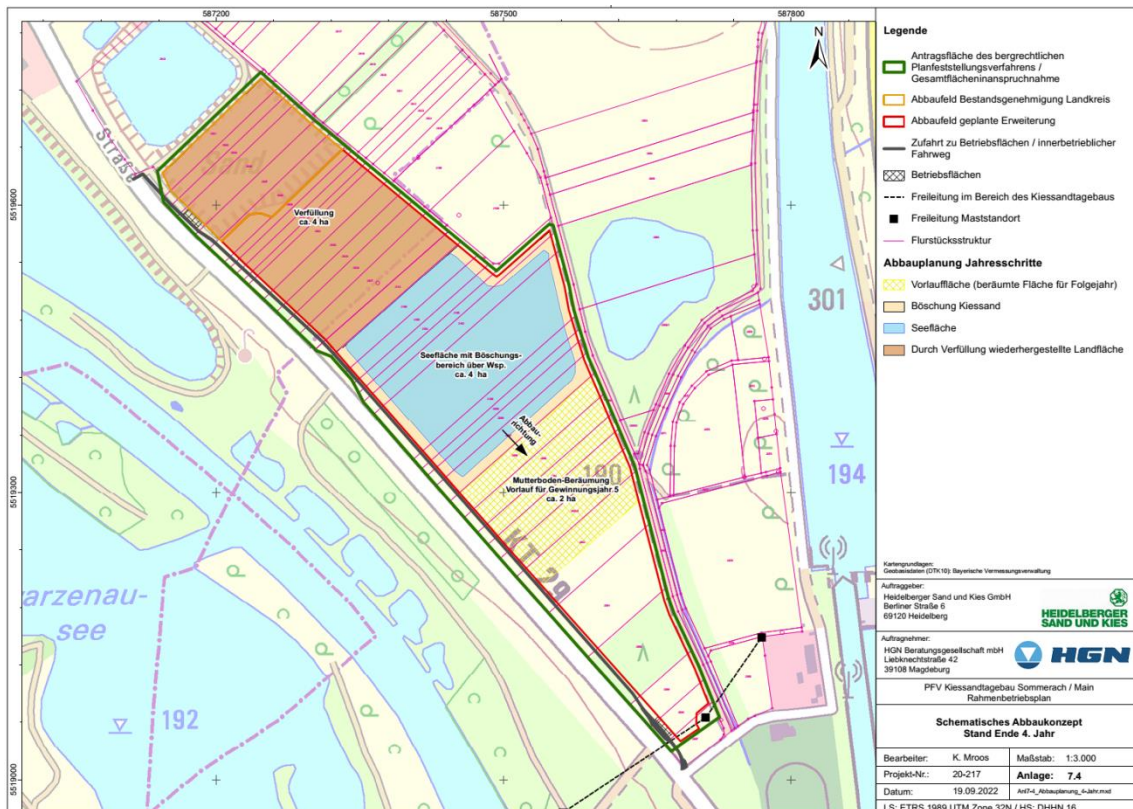 587200
587500
587800
5519600
5519300
5519000
N
Straße
Sand
Verfüllung
ca. 4 ha
Seefläche mit Böschungs-
bereich über Wsp.
ca. 4 ha
Abbau-
richtung
190
Mutterboden-Beräumung
Vorlauf für Gewinnungsjahr 5
ca. 2 ha
KT 29
301
194
192
arzenau-
see
Legende
Antragsfläche des bergrechtlichen
Planfeststellungsverfahrens /
Gesamtflächeninanspruchnahme
Abbaufeld Bestandsgenehmigung Landkreis
Abbaufeld geplante Erweiterung
Zufahrt zu Betriebsflächen / innerbetrieblicher
Fahrweg
Betriebsflächen
Freileitung im Bereich des Kiessandtagebaus
Freileitung Maststandort
Flurstücksstruktur
Abbauplanung Jahresschritte
Vorlauffläche (beräumte Fläche für Folgejahr)
Böschung Kiessand
Seefläche
Durch Verfüllung wiederhergestellte Landfläche
Kartengrundlagen:
Geobasisdaten (DTK10): Bayerische Vermessungsverwaltung
Auftraggeber:
Heidelberger Sand und Kies GmbH
Berliner Straße 6
69120 Heidelberg
HEIDELBERGER
SAND UND KIES
Auftragnehmer:
HGN Beratungsgesellschaft mbH
Liebknechtstraße 42
39108 Magdeburg
HGN
PFV Kiessandtagebau Sommerach / Main
Rahmenbetriebsplan
Schematisches Abbaukonzept
Stand Ende 4. Jahr
Bearbeiter: K. Mroos Maßstab: 1:3.000
Projekt-Nr.: 20-217 Anlage: 7.4
Datum: 19.09.2022 Anl7-4_Abbauplanung_4-Jahr.mxd
LS: ETRS 1989 UTM Zone 32N / HS: DHHN 16